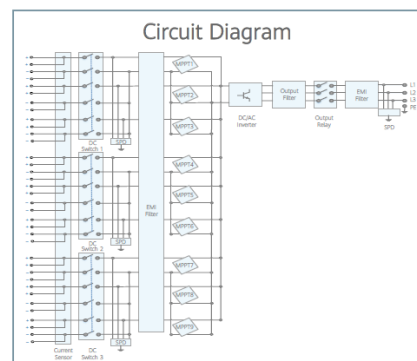 Circuit Diagram
MPPT1
MPPT2
MPPT3
SPD
DC
Switch 1
MPPT4
MPPT5
MPPT6
SPD
DC
Switch 2
MPPT7
MPPT8
MPPT9
SPD
Current
Sensor
DC
Switch 3
EMI
Filter
DC/AC
Inverter
Output
Filter
Output
Relay
EMI
Filter
SPD
L1
L2
L3
PE